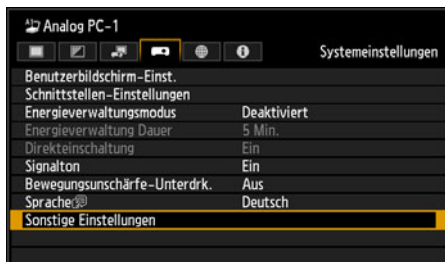 Analog PC-1
Systemeinstellungen
Benutzerbildschirm-Einst.
Schnittstellen-Einstellungen
Energieverwaltungsmodus Deaktiviert
Energieverwaltung Dauer 5 Min.
Direkteinschaltung Ein
Signalton Ein
Bewegungsunschärfe-Unterdrk. Aus
Sprache Deutsch
Sonstige Einstellungen